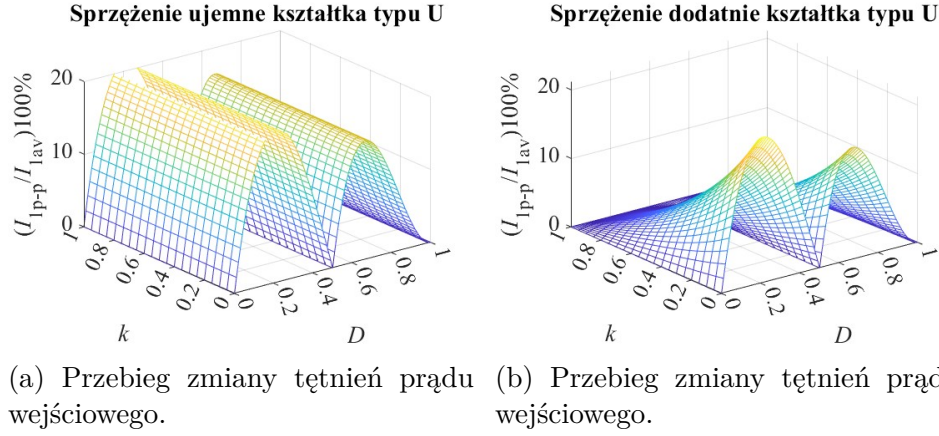 Sprzężenie ujemne kształtka typu U
(I1p-p/I1av)100%
20
10
0
1
0.8
0.6
0.4
0.2
0
k
0
0.2
0.4
0.6
0.8
1
D
(a) Przebieg zmiany tętnień prądu
wejściowego.
Sprzężenie dodatnie kształtka typu U
(I1p-p/I1av)100%
20
10
0
1
0.8
0.6
0.4
0.2
0
k
0
0.2
0.4
0.6
0.8
1
D
(b) Przebieg zmiany tętnień prąd
wejściowego.